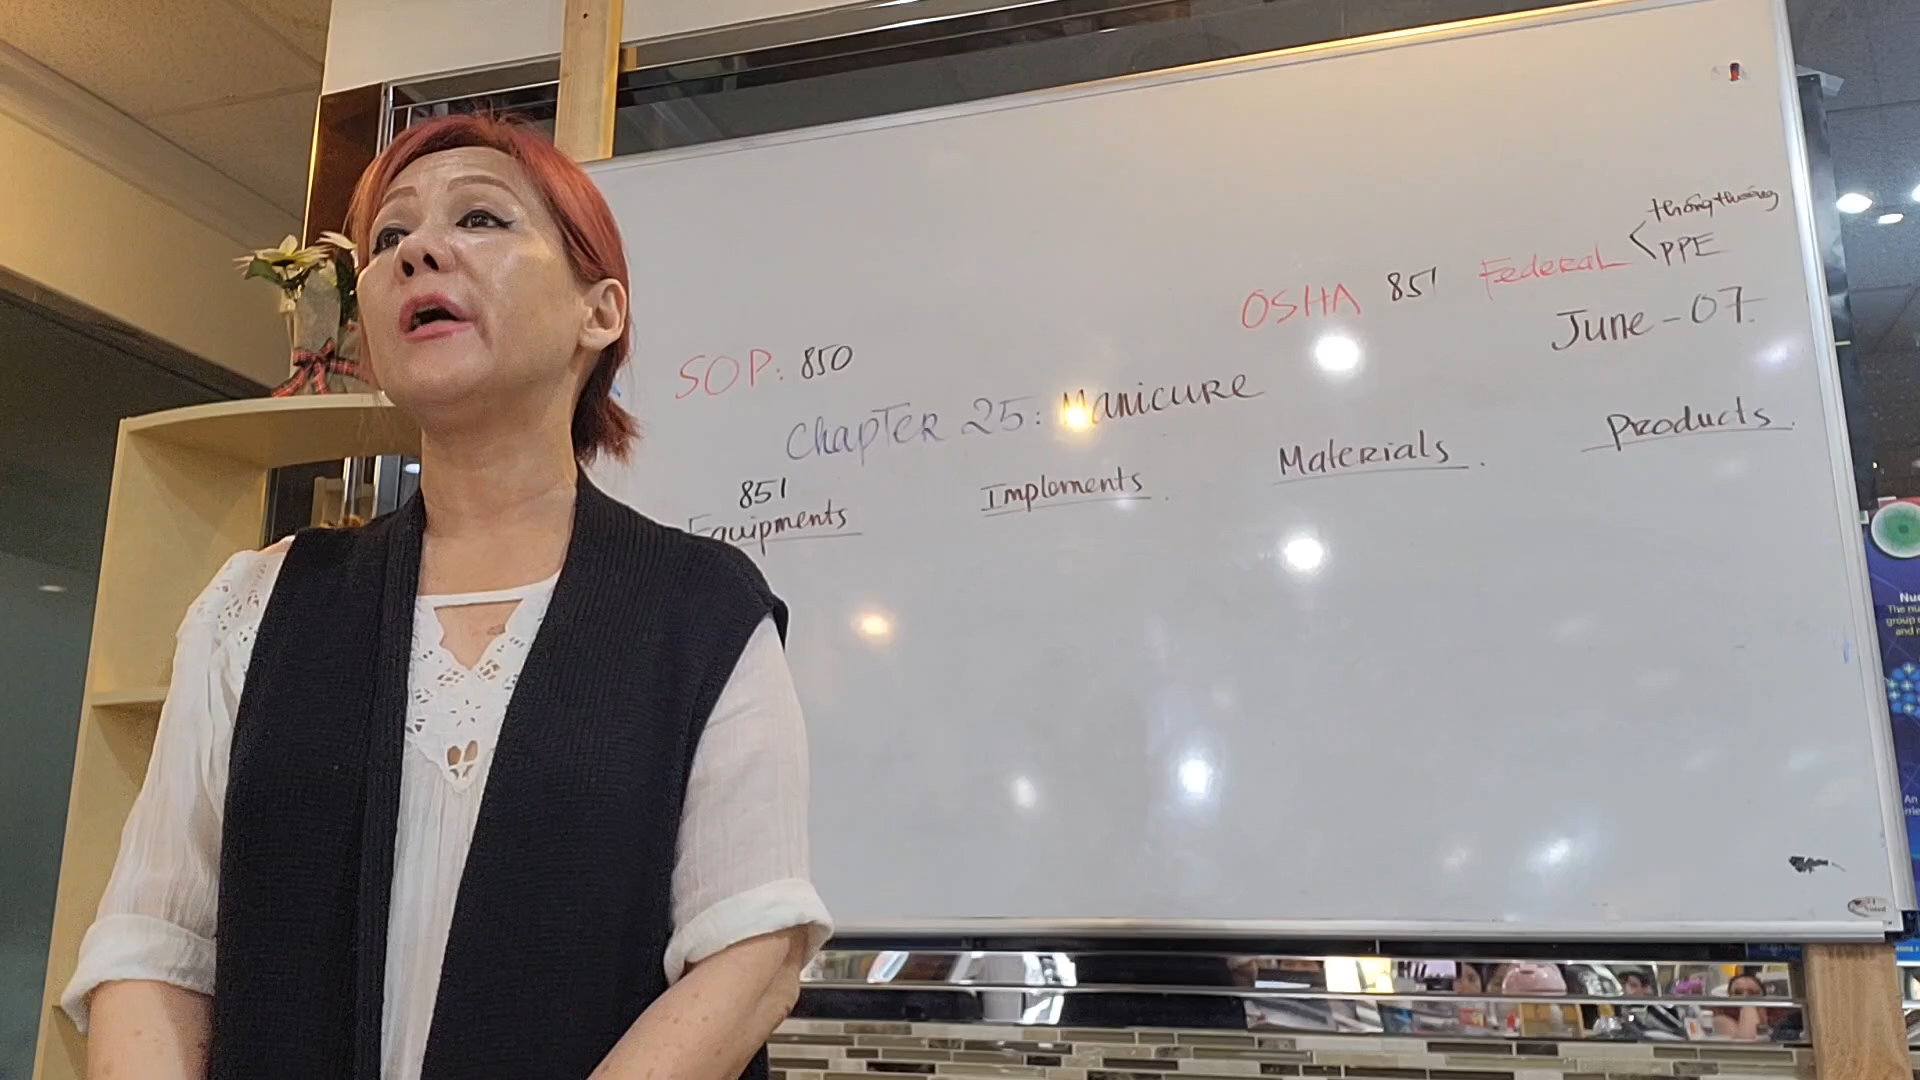 thông thường
OSHA 851 Federal < PPE
June - 07.
SOP: 850
Chapter 25: Manicure
851
Equipments
Implements.
Materials.
Products.